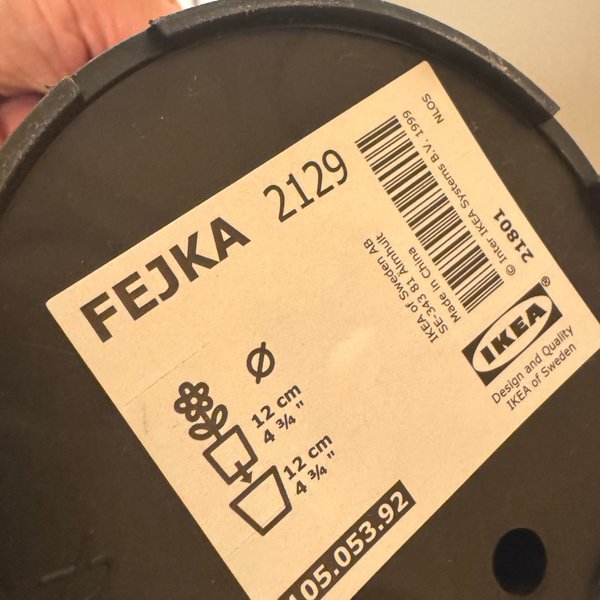 FEJKA 2129
Ø
12 cm
4 ¾ "
12 cm
4 ¾ "
105.053.92
IKEA of Sweden AB
SE-343 81 Älmhult
Made in China
© Inter IKEA Systems B.V. 1999
NLOS
21801
IKEA®
Design and Quality
IKEA of Sweden